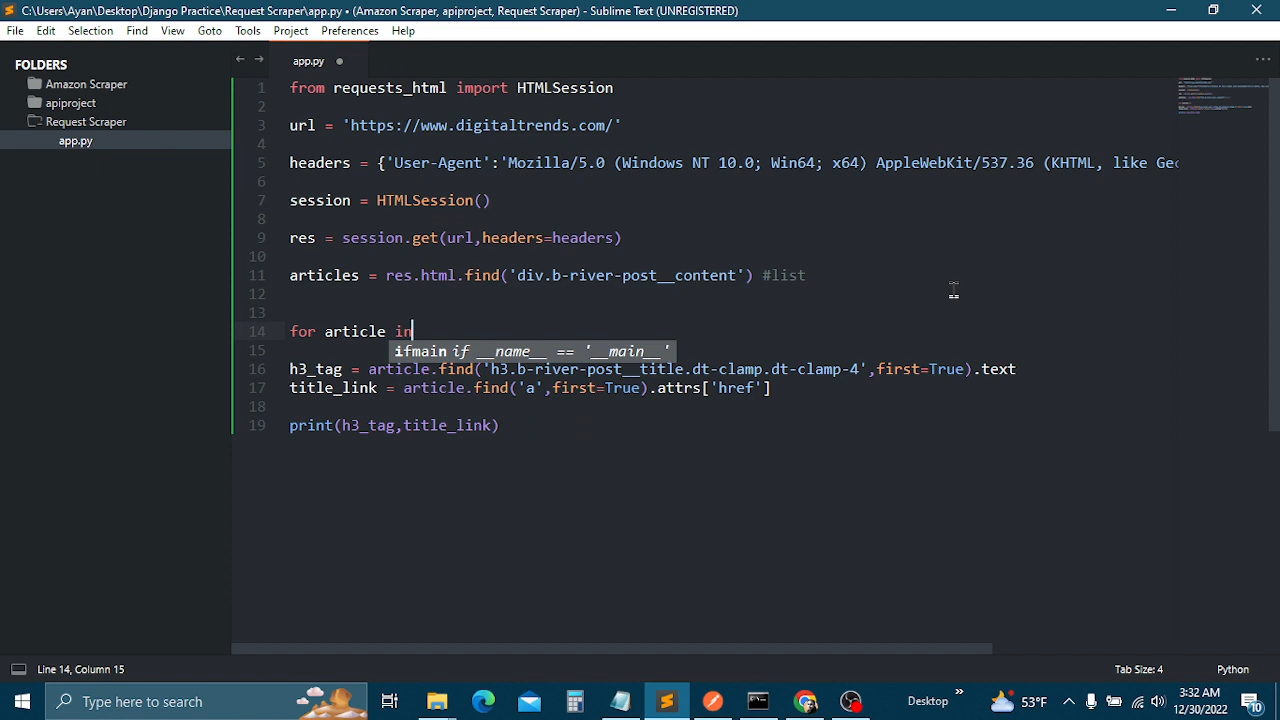 C:\Users\Ayan\Desktop\Django Practice\Request Scraper\app.py • (Amazon Scraper, apiproject, Request Scraper) - Sublime Text (UNREGISTERED)
File Edit Selection Find View Goto Tools Project Preferences Help
FOLDERS
Amazon Scraper
apiproject
Request Scraper
app.py
app.py
1 from requests_html import HTMLSession
2
3 url = 'https://www.digitaltrends.com/'
4
5 headers = {'User-Agent':'Mozilla/5.0 (Windows NT 10.0; Win64; x64) AppleWebKit/537.36 (KHTML, like Gec
6
7 session = HTMLSession()
8
9 res = session.get(url,headers=headers)
10
11 articles = res.html.find('div.b-river-post__content') #list
12
13
14 for article in
ifmain if __name__ == '__main__'
15
16 h3_tag = article.find('h3.b-river-post__title.dt-clamp.dt-clamp-4',first=True).text
17 title_link = article.find('a',first=True).attrs['href']
18
19 print(h3_tag,title_link)
Line 14, Column 15
Tab Size: 4
Python
Type here to search
Desktop
53°F
3:32 AM
12/30/2022
10